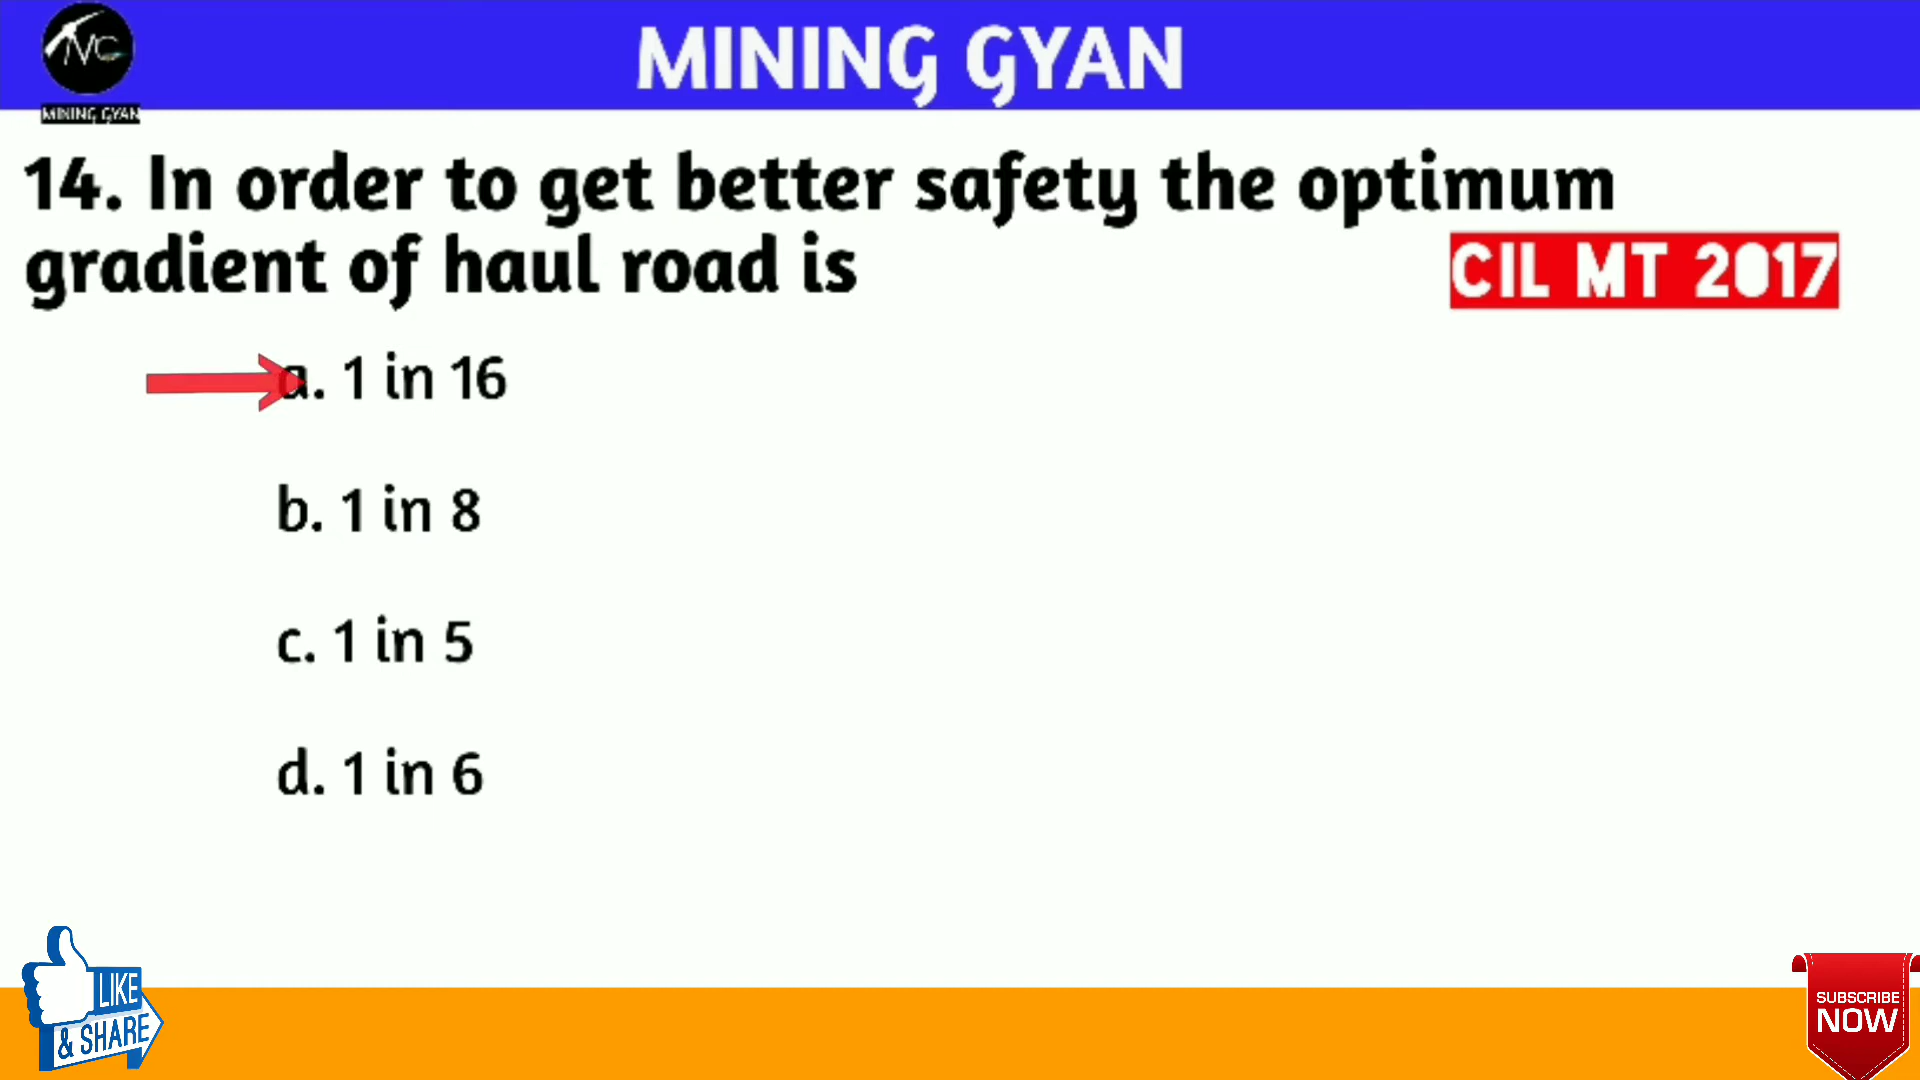 MINING GYAN
MINING GYAN
14. In order to get better safety the optimum
gradient of haul road is
CIL MT 2017
a. 1 in 16
b. 1 in 8
c. 1 in 5
d. 1 in 6
LIKE
& SHARE
SUBSCRIBE
NOW